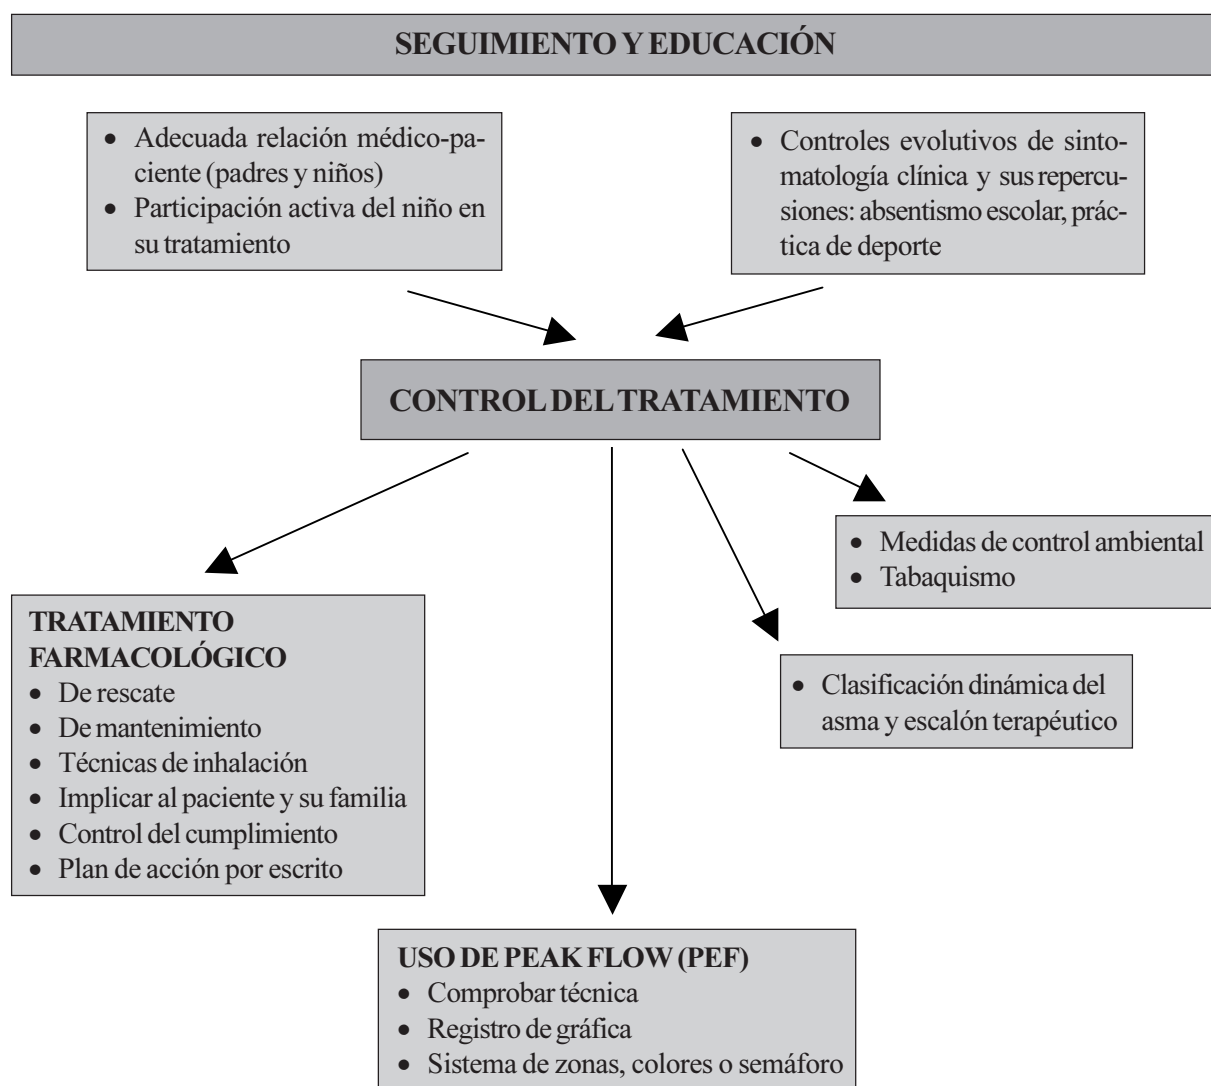 SEGUIMIENTO Y EDUCACIÓN
• Adecuada relación médico-pa-
ciente (padres y niños)
• Participación activa del niño en
su tratamiento
• Controles evolutivos de sinto-
matología clínica y sus repercu-
siones: absentismo escolar, prác-
tica de deporte
CONTROL DEL TRATAMIENTO
• Medidas de control ambiental
• Tabaquismo
TRATAMIENTO
FARMACOLÓGICO
• De rescate
• De mantenimiento
• Técnicas de inhalación
• Implicar al paciente y su familia
• Control del cumplimiento
• Plan de acción por escrito
• Clasificación dinámica del
asma y escalón terapéutico
USO DE PEAK FLOW (PEF)
• Comprobar técnica
• Registro de gráfica
• Sistema de zonas, colores o semáforo